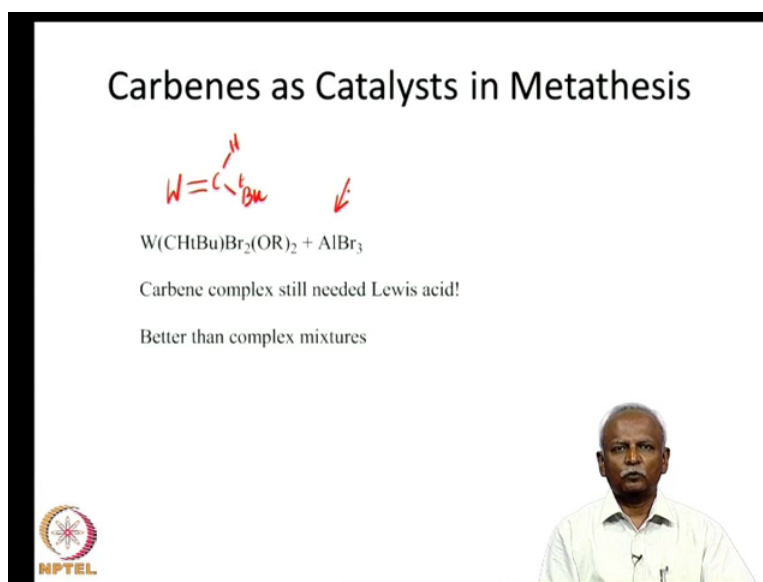 Carbenes as Catalysts in Metathesis
H
W=C tBu
W(CHtBu)Br₂(OR)₂ + AlBr₃
Carbene complex still needed Lewis acid!
Better than complex mixtures
NPTEL